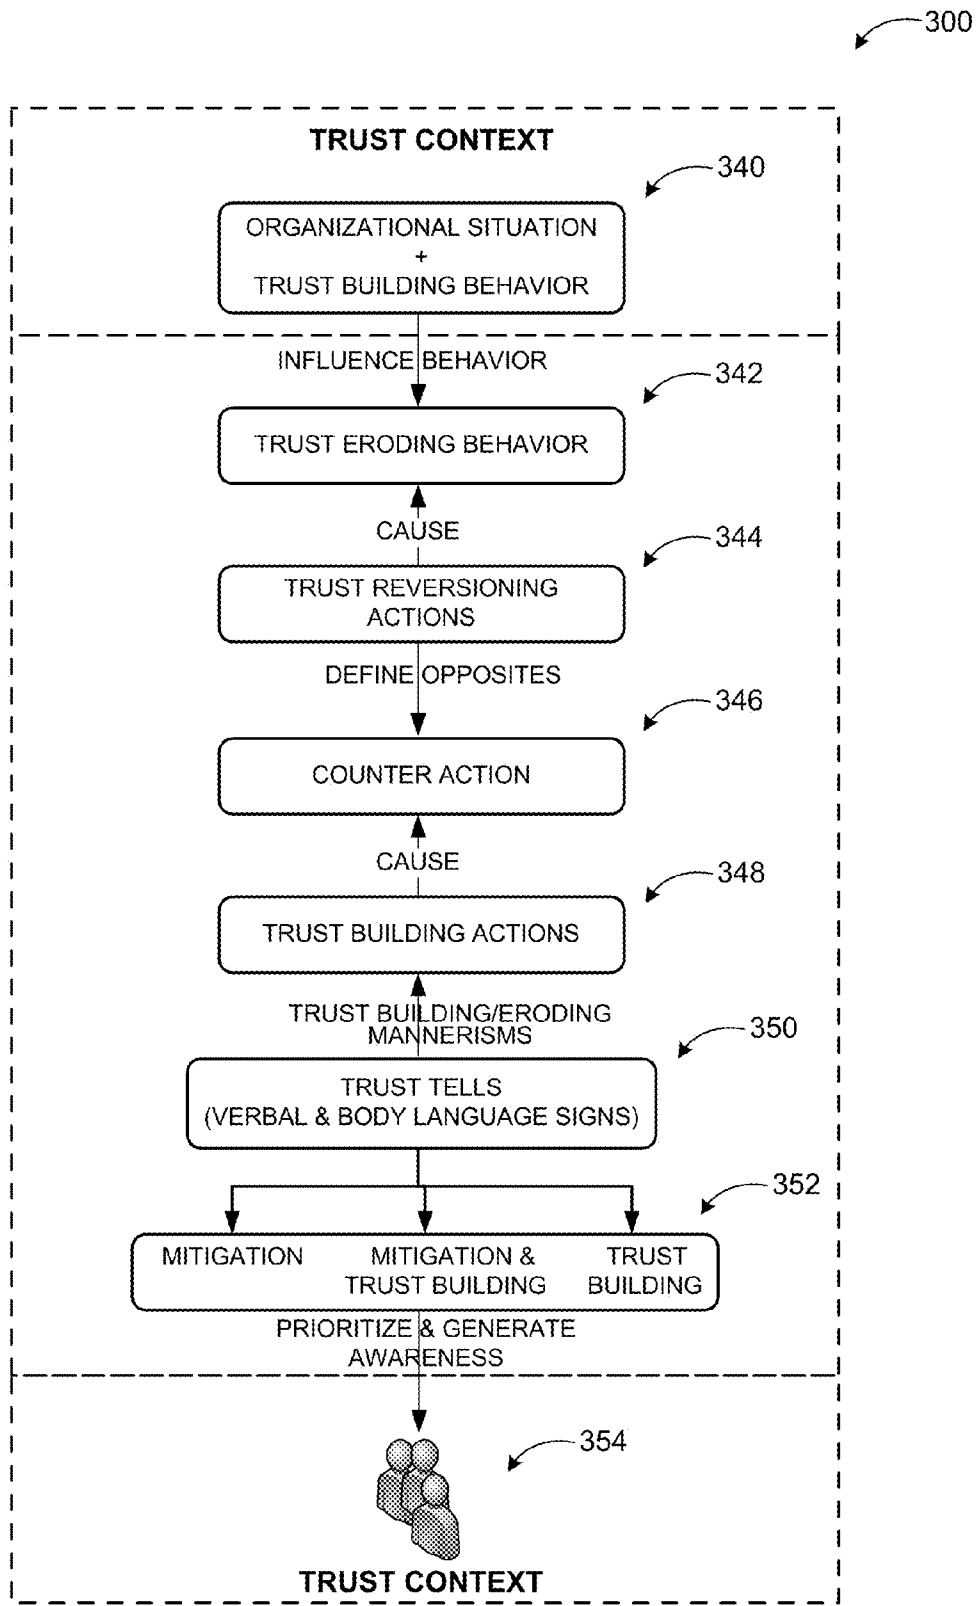 300
TRUST CONTEXT
340
ORGANIZATIONAL SITUATION
+
TRUST BUILDING BEHAVIOR
INFLUENCE BEHAVIOR
342
TRUST ERODING BEHAVIOR
CAUSE
344
TRUST REVERSIONING
ACTIONS
DEFINE OPPOSITES
346
COUNTER ACTION
CAUSE
348
TRUST BUILDING ACTIONS
TRUST BUILDING/ERODING
MANNERISMS
350
TRUST TELLS
(VERBAL & BODY LANGUAGE SIGNS)
352
MITIGATION
MITIGATION &
TRUST BUILDING
TRUST
BUILDING
PRIORITIZE & GENERATE
AWARENESS
354
TRUST CONTEXT